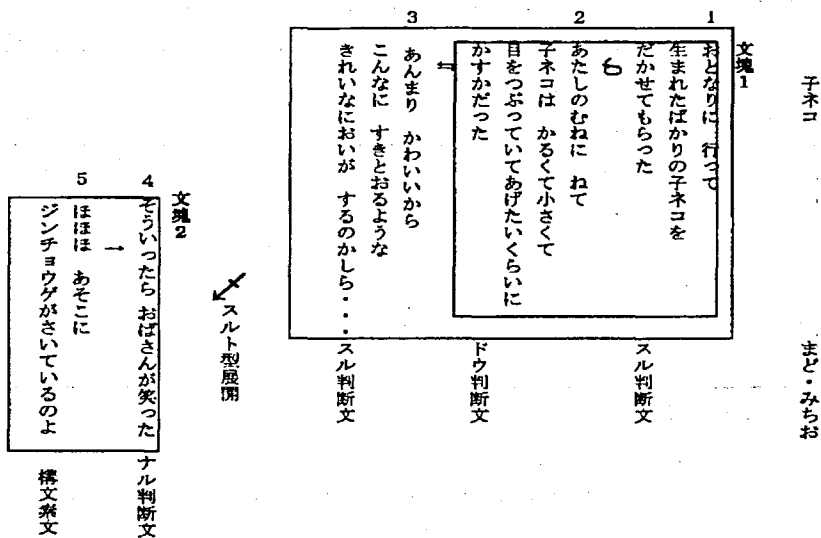 子ネコ
まど・みちお
文塊1
1
おとなりに 行って
生まれたばかりの子ネコを
だかせてもらった
スル判断文
2
あたしのむねに ねて
子ネコは かるくて小さくて
目をつぶっていてあげたいくらいに
かすかだった
ドウ判断文
3
あんまり かわいいから
こんなに すきとおるような
きれいなにおいが するのかしら・・・
スル判断文
スルト型展開
文塊2
4
そういったら おばさんが笑った
ナル判断文
5
ほほほ あそこに
ジンチョウゲがさいているのよ
構文素文